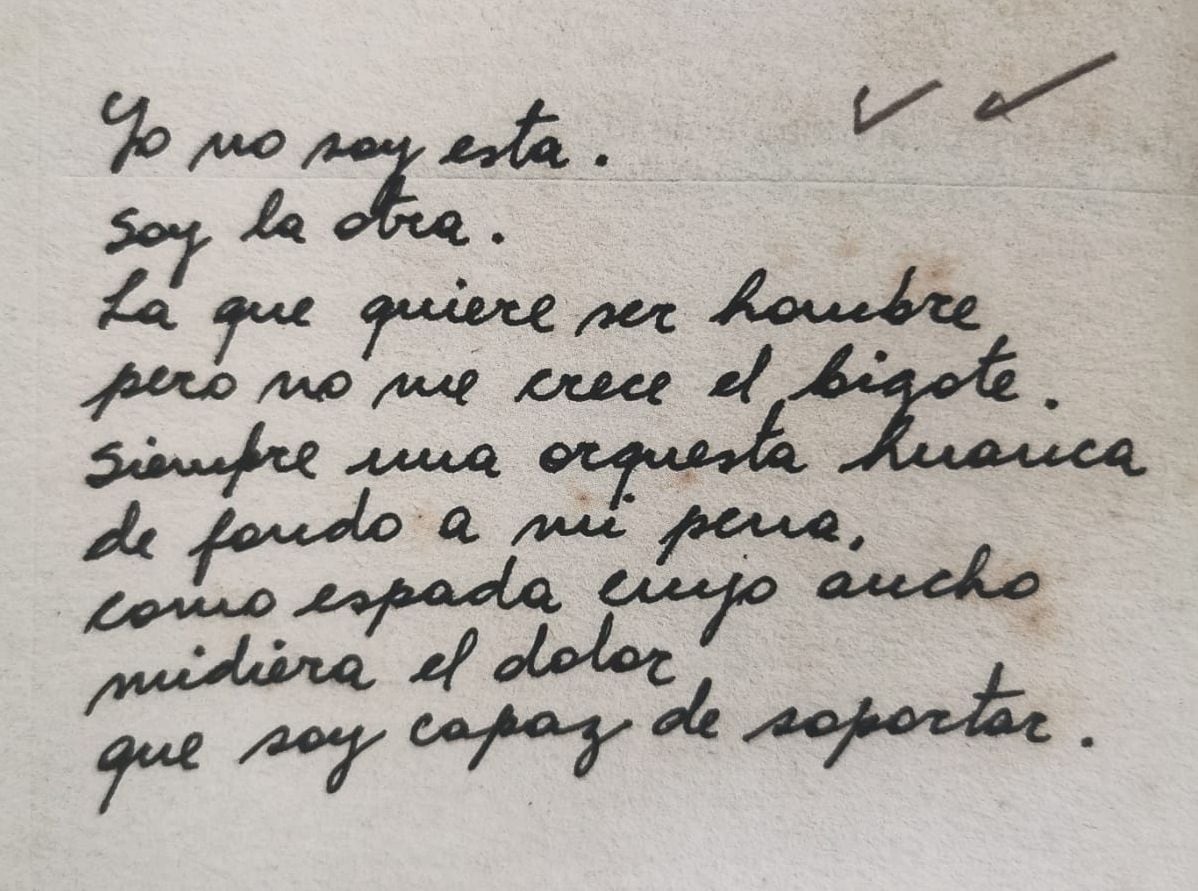 Yo no soy esta.
Soy la otra.
La que quiere ser hombre
pero no me crece el bigote.
Siempre una orquesta huanca
de fondo a mi pena,
como espada cuyo ancho
midiera el dolor
que soy capaz de soportar.